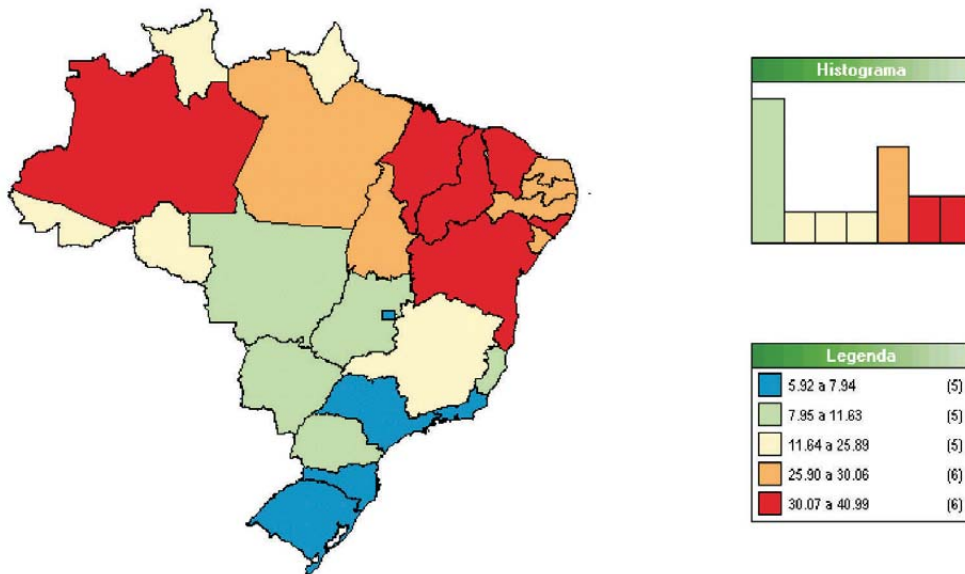 Histograma
Legenda
5.92 a 7.94 (5)
7.95 a 11.63 (5)
11.64 a 25.89 (5)
25.90 a 30.06 (6)
30.07 a 40.99 (6)